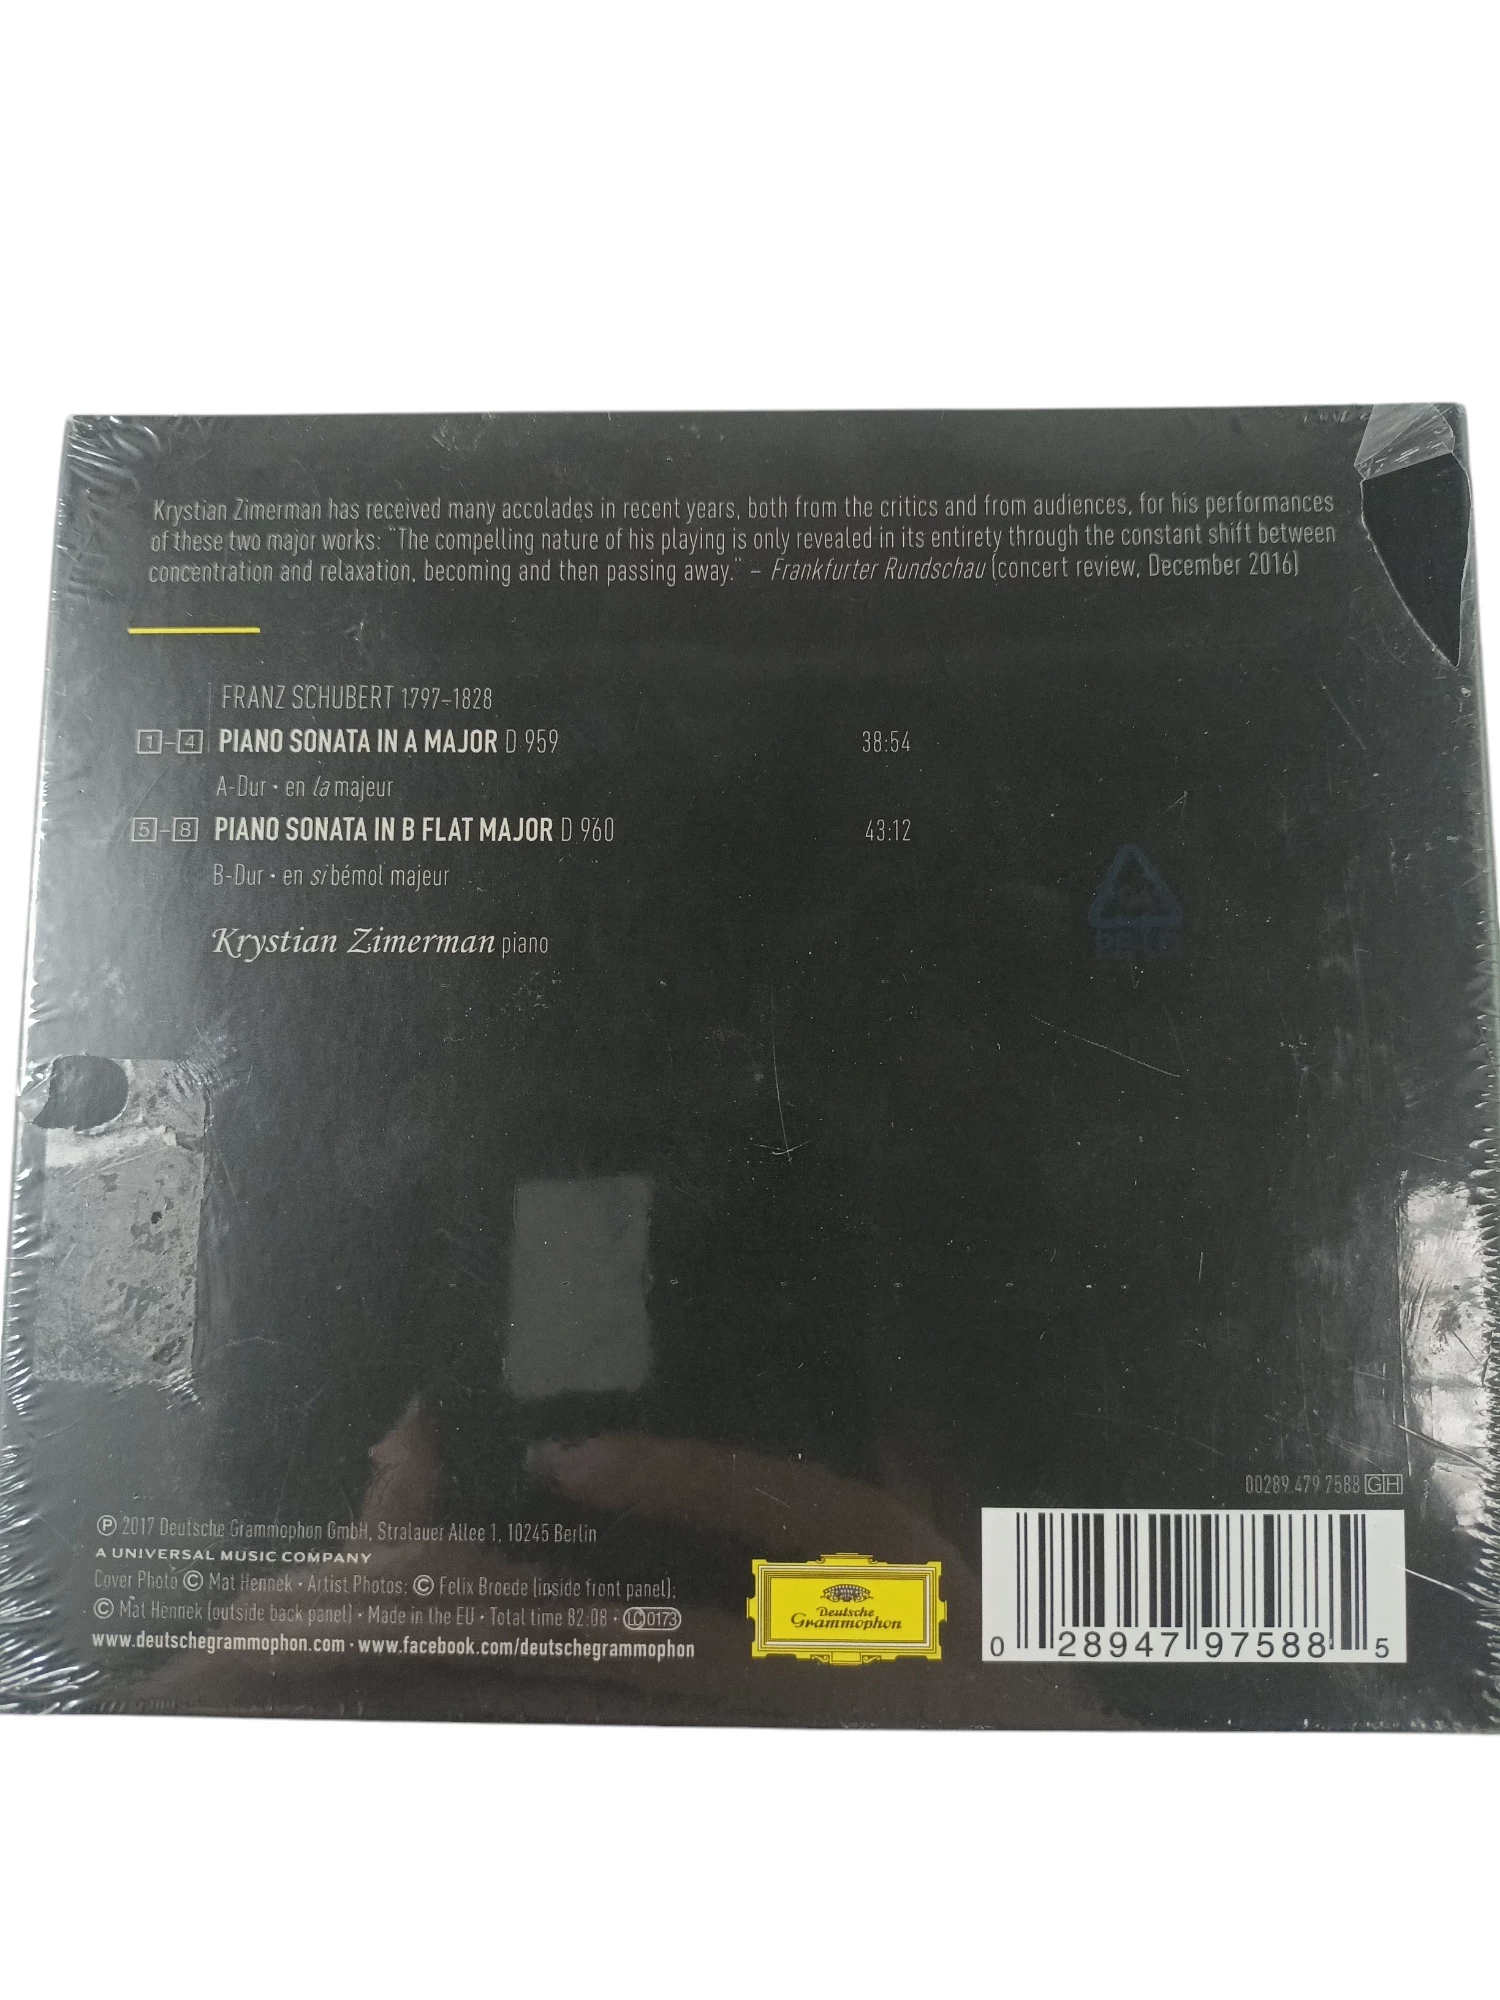 Krystian Zimerman has received many accolades in recent years, both from the critics and from audiences, for his performances
of these two major works: "The compelling nature of his playing is only revealed in its entirety through the constant shift between
concentration and relaxation, becoming and then passing away." – Frankfurter Rundschau (concert review, December 2016)
FRANZ SCHUBERT 1797–1828
1–4 PIANO SONATA IN A MAJOR D 959 38:54
A-Dur • en la majeur
5–8 PIANO SONATA IN B FLAT MAJOR D 960 43:12
B-Dur • en si bémol majeur
Krystian Zimerman piano
04
00289 479 7588 GH
℗ 2017 Deutsche Grammophon GmbH, Stralauer Allee 1, 10245 Berlin
A UNIVERSAL MUSIC COMPANY
Cover Photo © Mat Hennek • Artist Photos: © Felix Broede (inside front panel);
© Mat Hennek (outside back panel) • Made in the EU • Total time 82:08 • LC 0173
www.deutschegrammophon.com • www.facebook.com/deutschegrammophon
Deutsche
Grammophon
0 28947 97588 5